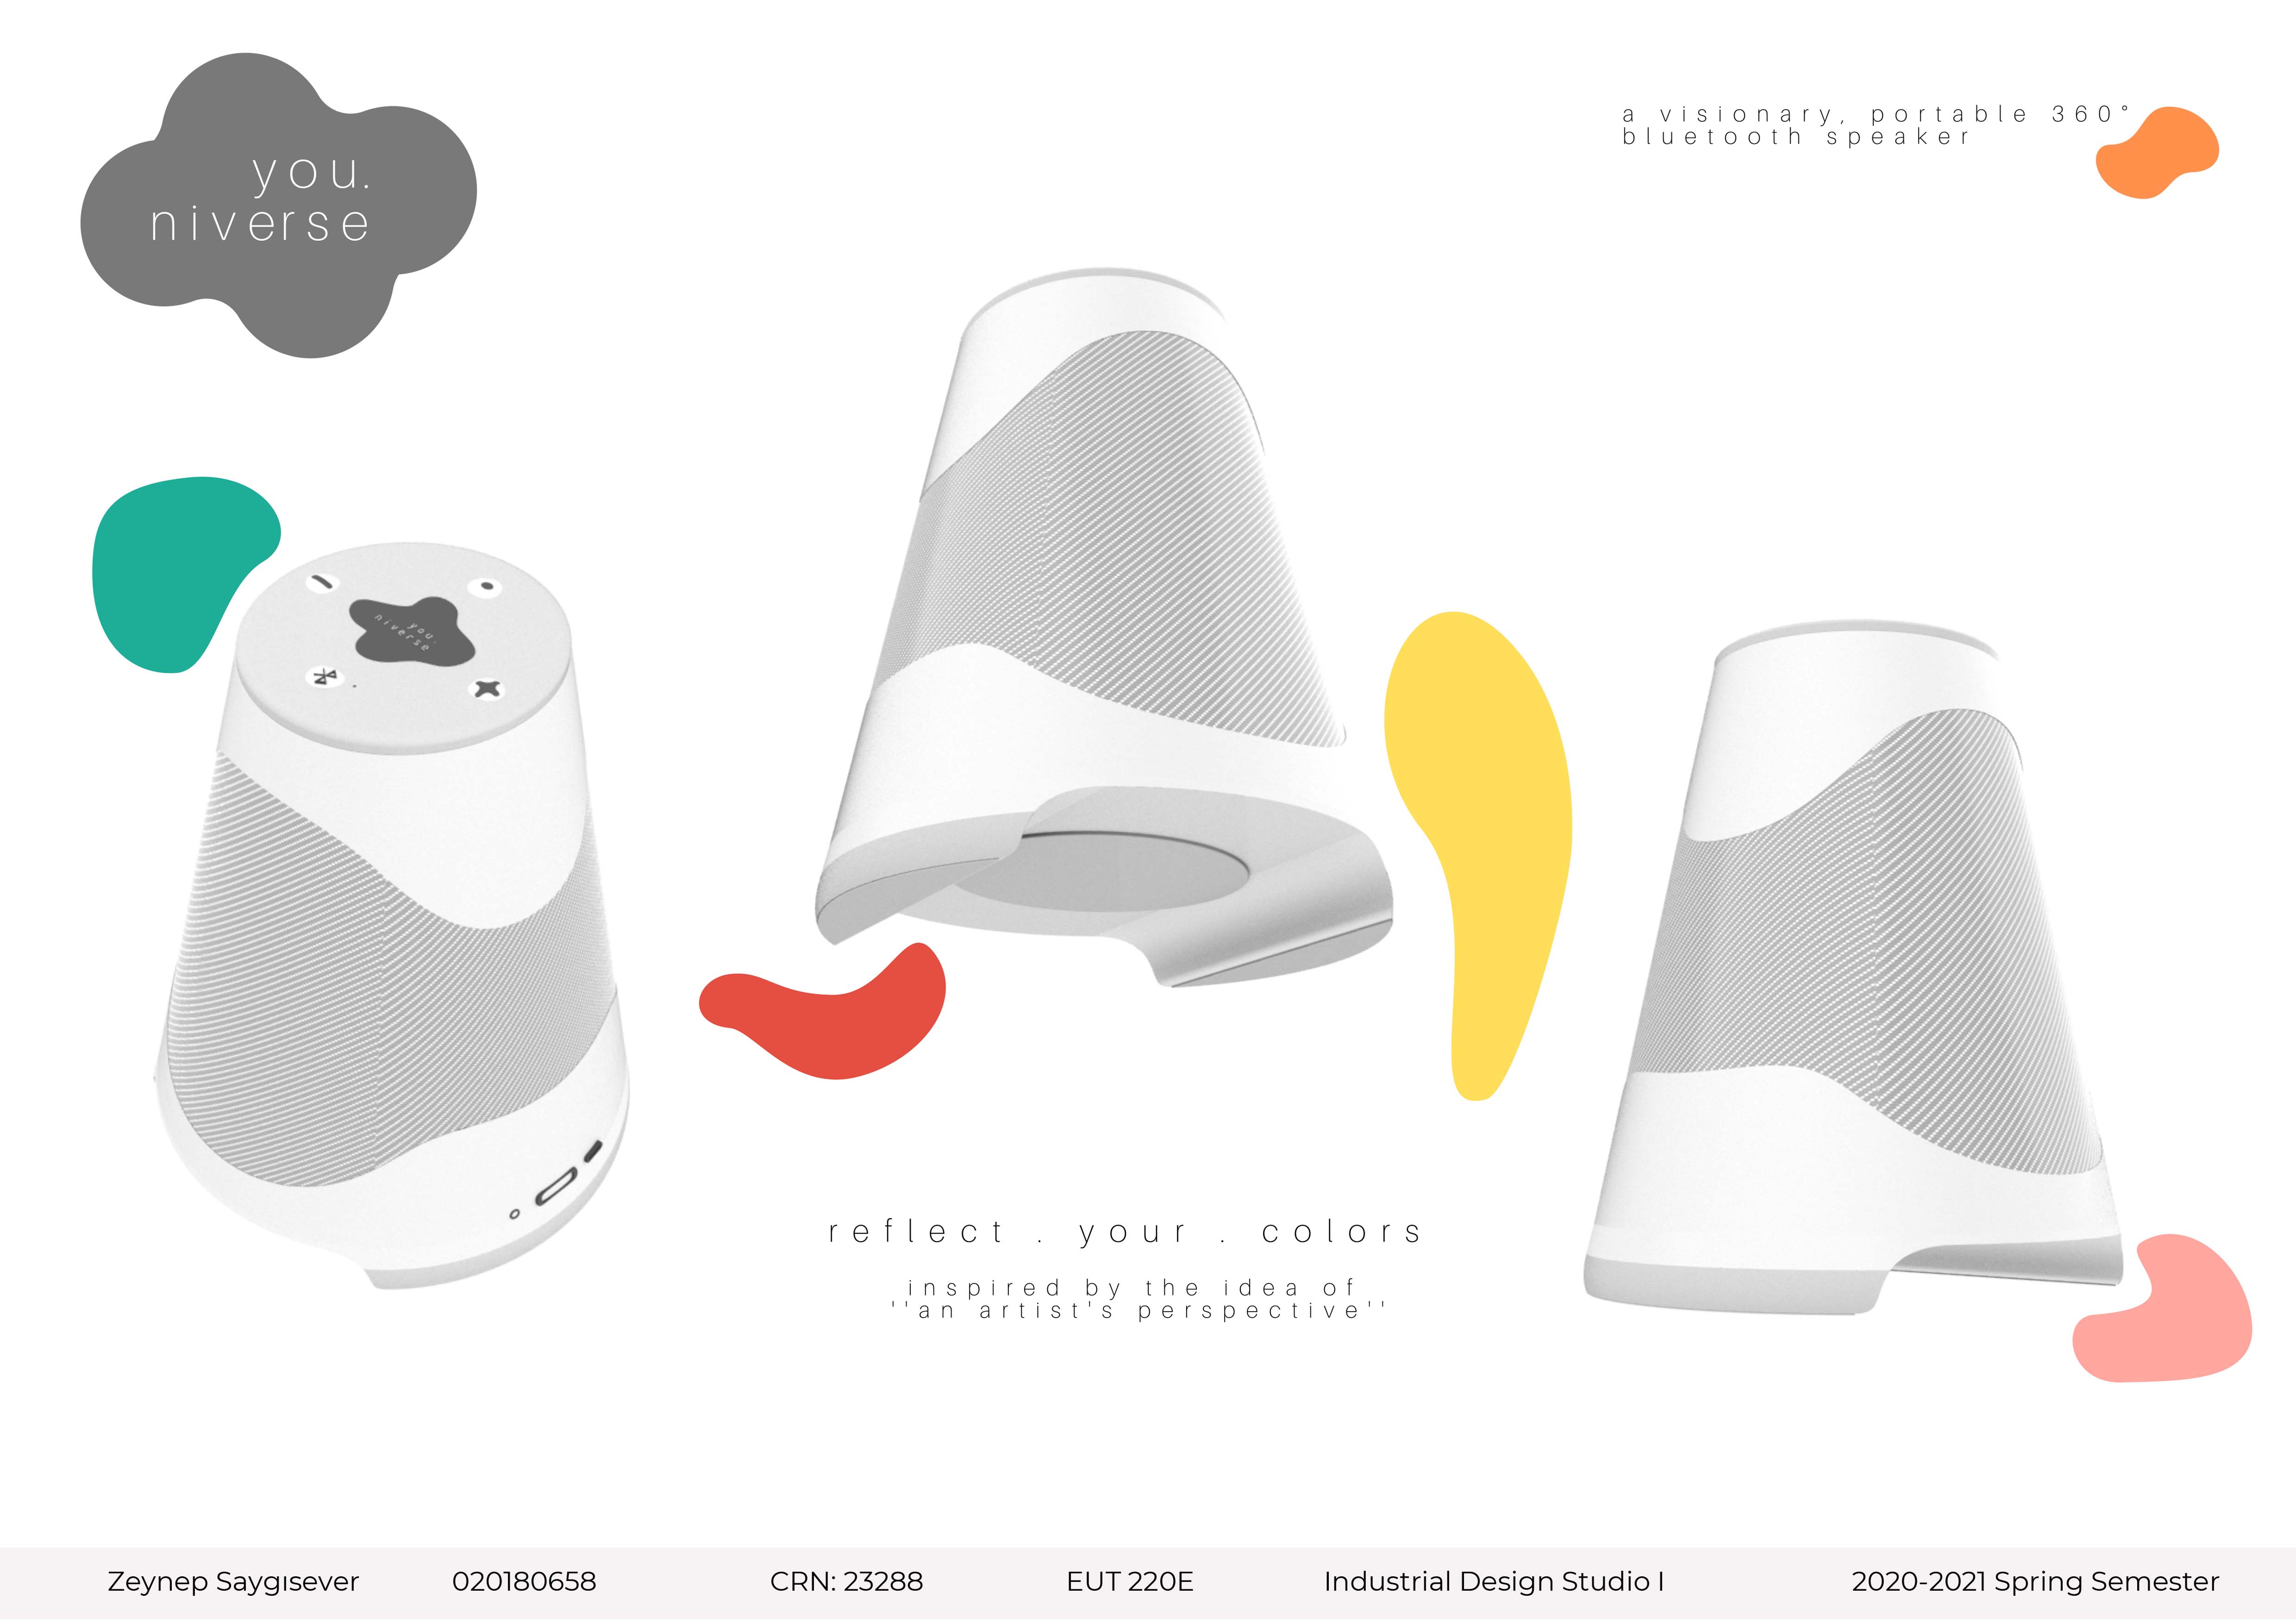 you.
niverse
a visionary, portable 360°
bluetooth speaker
you.
niverse
reflect . your . colors
inspired by the idea of
''an artist's perspective''
Zeynep Saygısever 020180658 CRN: 23288 EUT 220E Industrial Design Studio I 2020-2021 Spring Semester